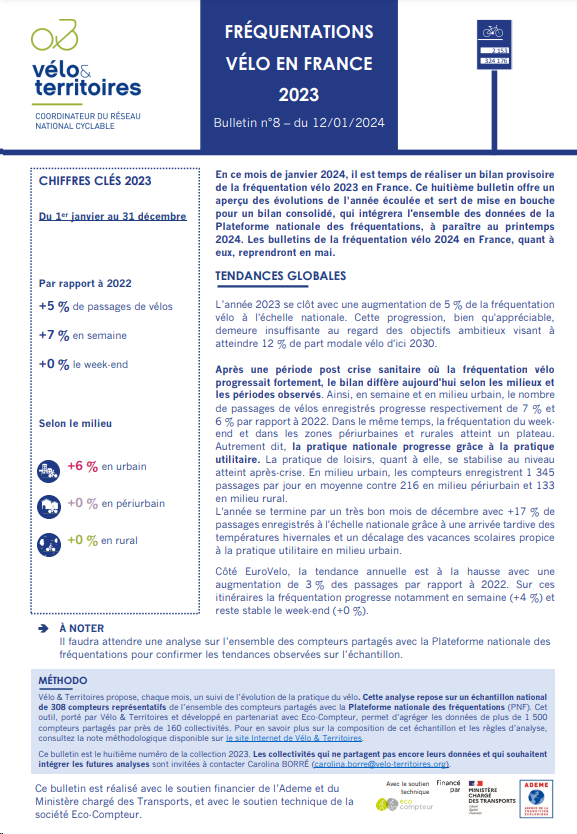 vélo&
territoires
COORDINATEUR DU RÉSEAU
NATIONAL CYCLABLE
FRÉQUENTATIONS
VÉLO EN FRANCE
2023
Bulletin n°8 – du 12/01/2024
2 153
324 176
CHIFFRES CLÉS 2023
Du 1er janvier au 31 décembre
Par rapport à 2022
+5 % de passages de vélos
+7 % en semaine
+0 % le week-end
Selon le milieu
+6 % en urbain
+0 % en périurbain
+0 % en rural
En ce mois de janvier 2024, il est temps de réaliser un bilan provisoire
de la fréquentation vélo 2023 en France. Ce huitième bulletin offre un
aperçu des évolutions de l'année écoulée et sert de mise en bouche
pour un bilan consolidé, qui intégrera l'ensemble des données de la
Plateforme nationale des fréquentations, à paraître au printemps
2024. Les bulletins de la fréquentation vélo 2024 en France, quant à
eux, reprendront en mai.
TENDANCES GLOBALES
L'année 2023 se clôt avec une augmentation de 5 % de la fréquentation
vélo à l'échelle nationale. Cette progression, bien qu'appréciable,
demeure insuffisante au regard des objectifs ambitieux visant à
atteindre 12 % de part modale vélo d'ici 2030.
Après une période post crise sanitaire où la fréquentation vélo
progressait fortement, le bilan diffère aujourd'hui selon les milieux et
les périodes observés. Ainsi, en semaine et en milieu urbain, le nombre
de passages de vélos enregistrés progresse respectivement de 7 % et
6 % par rapport à 2022. Dans le même temps, la fréquentation du week-
end et dans les zones périurbaines et rurales atteint un plateau.
Autrement dit, la pratique nationale progresse grâce à la pratique
utilitaire. La pratique de loisirs, quant à elle, se stabilise au niveau
atteint après-crise. En milieu urbain, les compteurs enregistrent 1 345
passages par jour en moyenne contre 216 en milieu périurbain et 133
en milieu rural.
L'année se termine par un très bon mois de décembre avec +17 % de
passages enregistrés à l'échelle nationale grâce à une arrivée tardive des
températures hivernales et un décalage des vacances scolaires propice
à la pratique utilitaire en milieu urbain.
Côté EuroVelo, la tendance annuelle est à la hausse avec une
augmentation de 3 % des passages par rapport à 2022. Sur ces
itinéraires la fréquentation progresse notamment en semaine (+4 %) et
reste stable le week-end (+0 %).
À NOTER
Il faudra attendre une analyse sur l'ensemble des compteurs partagés avec la Plateforme nationale des
fréquentations pour confirmer les tendances observées sur l'échantillon.
MÉTHODO
Vélo & Territoires propose, chaque mois, un suivi de l'évolution de la pratique du vélo. Cette analyse repose sur un échantillon national
de 308 compteurs représentatifs de l'ensemble des compteurs partagés avec la Plateforme nationale des fréquentations (PNF). Cet
outil, porté par Vélo & Territoires et développé en partenariat avec Eco-Compteur, permet d'agréger les données de plus de 1 500
compteurs partagés par près de 160 collectivités. Pour en savoir plus sur la composition de cet échantillon et les règles d'analyse,
consultez la note méthodologique disponible sur le site Internet de Vélo & Territoires.
Ce bulletin est le huitième numéro de la collection 2023. Les collectivités qui ne partagent pas encore leurs données et qui souhaitent
intégrer les futures analyses sont invitées à contacter Carolina BORRÉ (carolina.borre@velo-territoires.org).
Ce bulletin est réalisé avec le soutien financier de l'Ademe et du
Ministère chargé des Transports, et avec le soutien technique de la
société Eco-Compteur.
Avec le soutien
technique
eco
compteur
Financé
par
MINISTÈRE
CHARGÉ
DES TRANSPORTS
Liberté
Égalité
Fraternité
ADEME
AGENCE DE LA
TRANSITION
ÉCOLOGIQUE